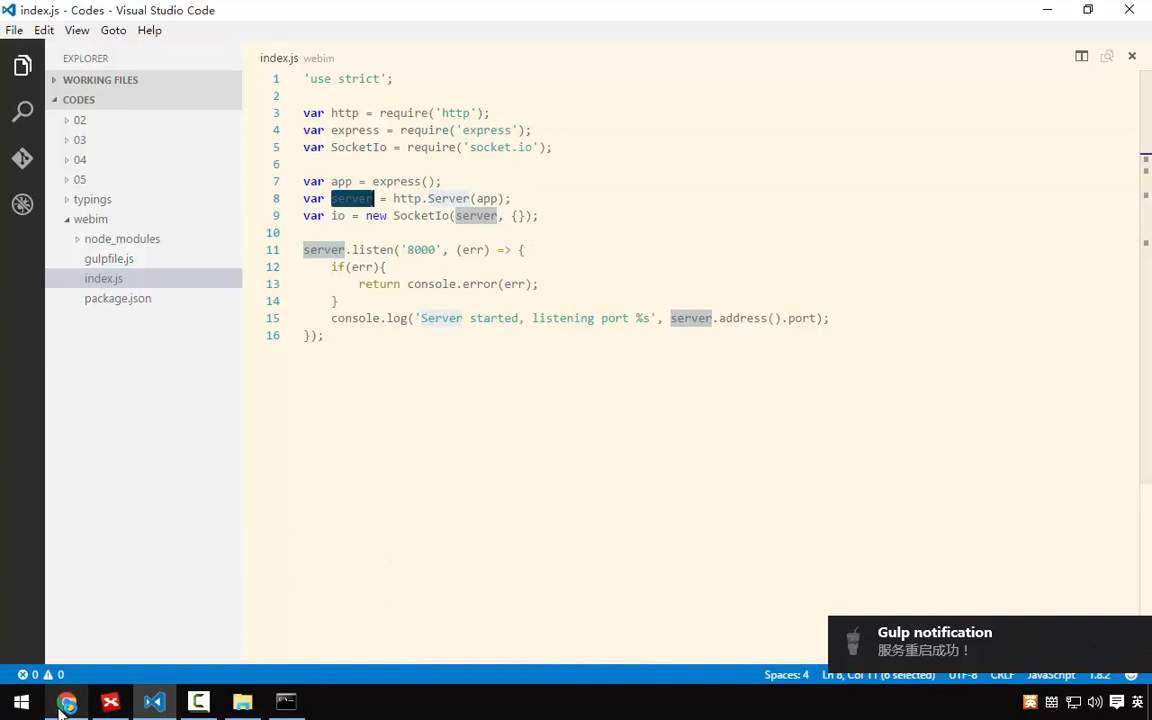 index.js - Codes - Visual Studio Code
File Edit View Goto Help
EXPLORER
WORKING FILES
CODES
02
03
04
05
typings
webim
node_modules
gulpfile.js
index.js
package.json
index.js webim
1 'use strict';
2
3 var http = require('http');
4 var express = require('express');
5 var SocketIo = require('socket.io');
6
7 var app = express();
8 var server = http.Server(app);
9 var io = new SocketIo(server, {});
10
11 server.listen('8000', (err) => {
12 if(err){
13 return console.error(err);
14 }
15 console.log('Server started, listening port %s', server.address().port);
16 });
Gulp notification
服务重启成功！
0 0
Spaces: 4 Ln 8, Col 11 (6 selected) UTF-8 CRLF JavaScript 1.8.2
英 英